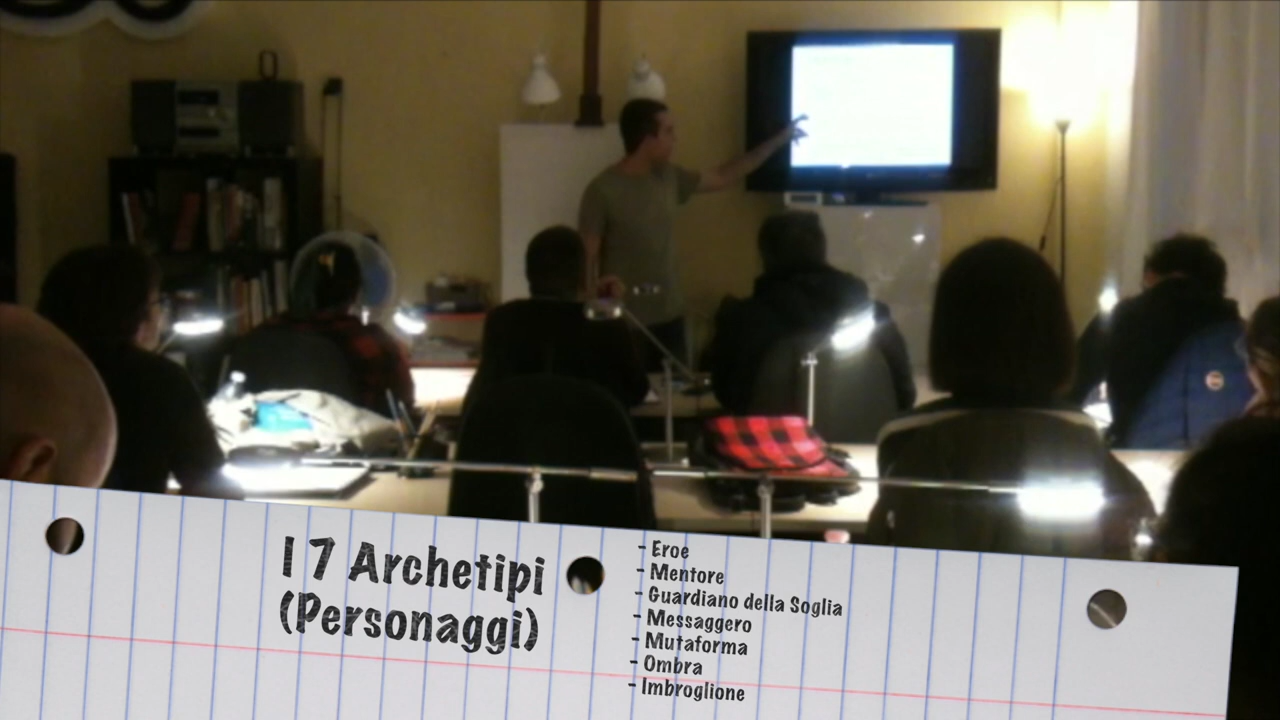 I 7 Archetipi
(Personaggi)
- Eroe
- Mentore
- Guardiano della Soglia
- Messaggero
- Mutaforma
- Ombra
- Imbroglione